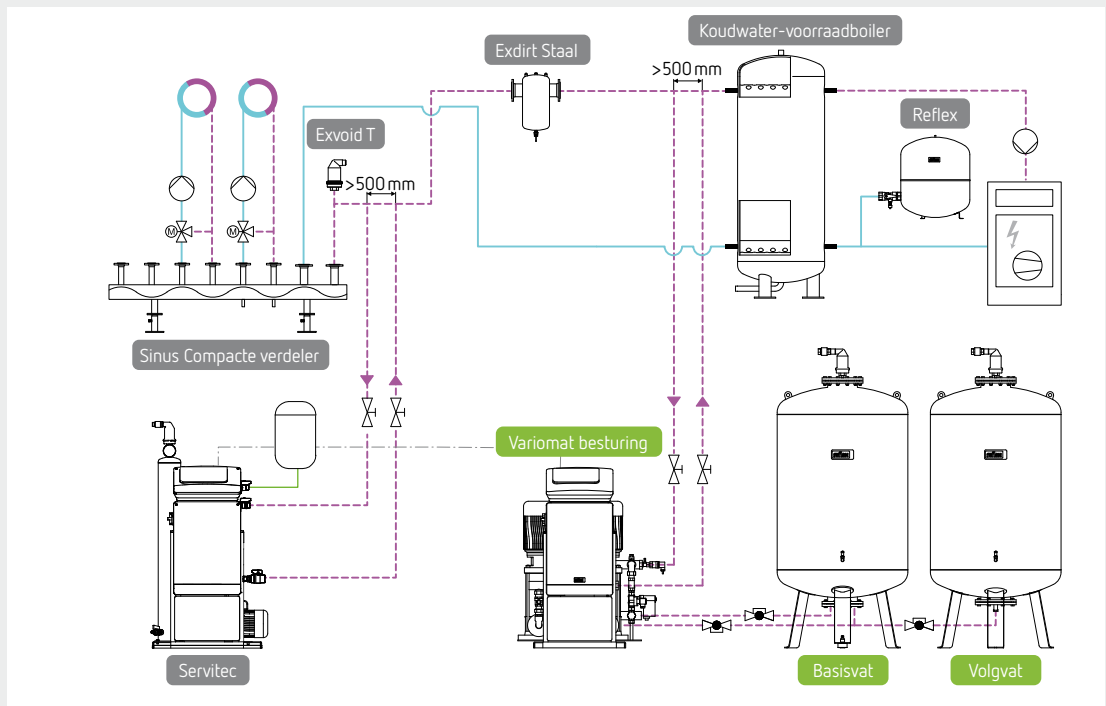 Koudwater-voorraadboiler
Exdirt Staal
>500 mm
Reflex
Exvoid T
>500 mm
M
M
Sinus Compacte verdeler
Variomat besturing
Servitec
Basisvat
Volgvat